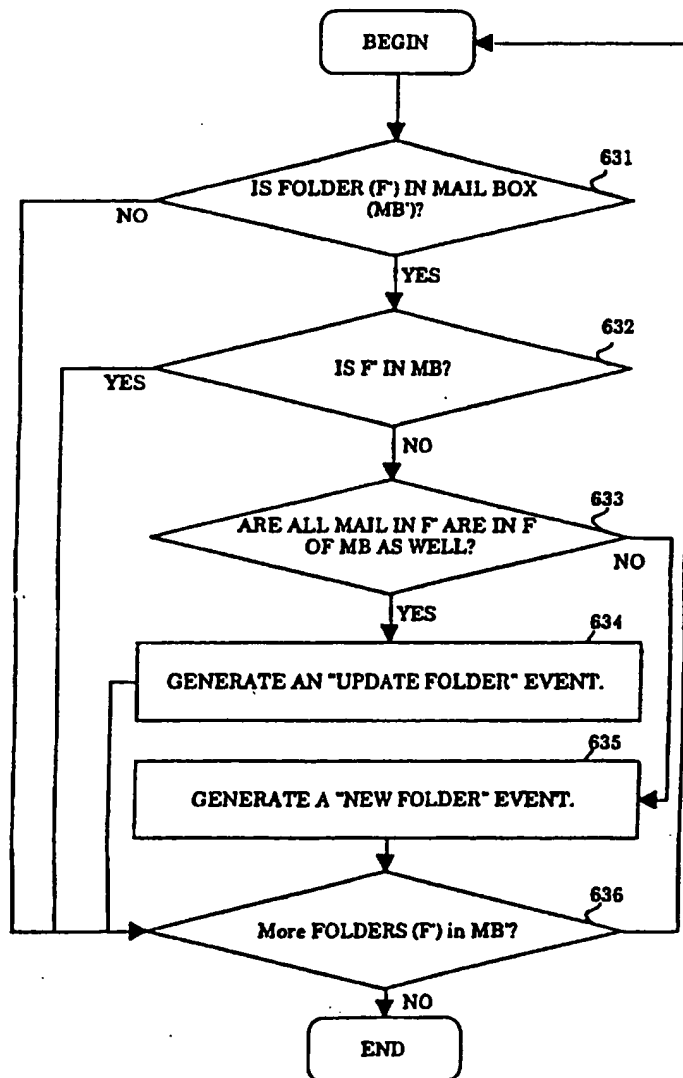 BEGIN
631
IS FOLDER (F') IN MAIL BOX
(MB')?
NO
YES
632
IS F' IN MB?
YES
NO
633
ARE ALL MAIL IN F' ARE IN F
OF MB AS WELL?
NO
YES
634
GENERATE AN "UPDATE FOLDER" EVENT.
635
GENERATE A "NEW FOLDER" EVENT.
636
More FOLDERS (F') in MB'?
NO
END